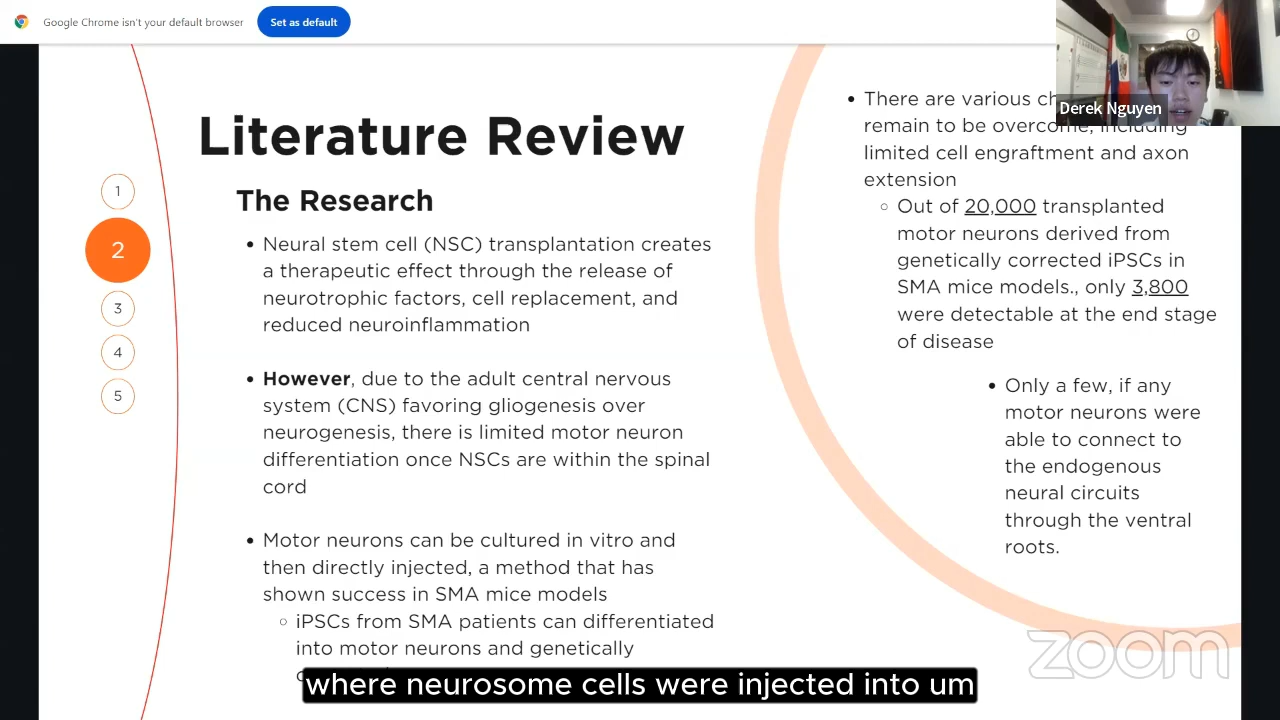 Google Chrome isn't your default browser
Set as default
Derek Nguyen
Literature Review
1
2
3
4
5
The Research
• Neural stem cell (NSC) transplantation creates
a therapeutic effect through the release of
neurotrophic factors, cell replacement, and
reduced neuroinflammation
• However, due to the adult central nervous
system (CNS) favoring gliogenesis over
neurogenesis, there is limited motor neuron
differentiation once NSCs are within the spinal
cord
• Motor neurons can be cultured in vitro and
then directly injected, a method that has
shown success in SMA mice models
◦ iPSCs from SMA patients can differentiated
into motor neurons and genetically
• There are various
remain to be overcome, including
limited cell engraftment and axon
extension
◦ Out of 20,000 transplanted
motor neurons derived from
genetically corrected iPSCs in
SMA mice models., only 3,800
were detectable at the end stage
of disease
• Only a few, if any
motor neurons were
able to connect to
the endogenous
neural circuits
through the ventral
roots.
zoom
where neurosome cells were injected into um